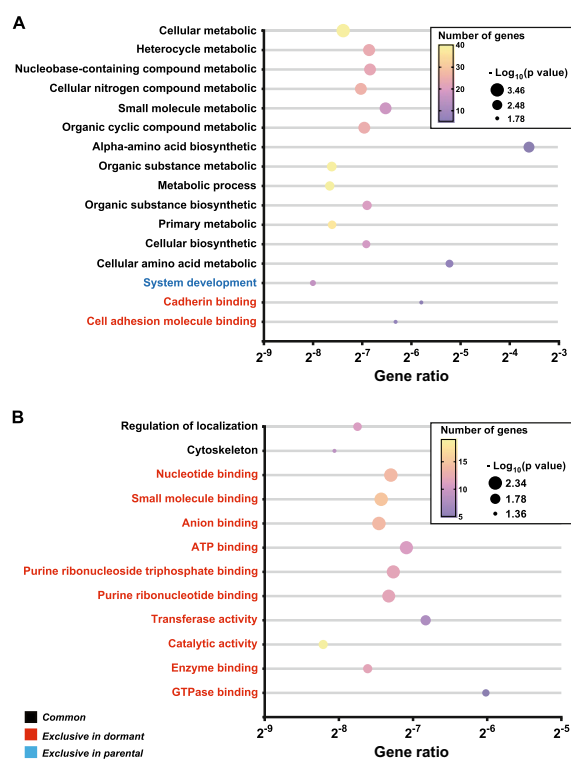 A
Cellular metabolic
Heterocycle metabolic
Nucleobase-containing compound metabolic
Cellular nitrogen compound metabolic
Small molecule metabolic
Organic cyclic compound metabolic
Alpha-amino acid biosynthetic
Organic substance metabolic
Metabolic process
Organic substance biosynthetic
Primary metabolic
Cellular biosynthetic
Cellular amino acid metabolic
System development
Cadherin binding
Cell adhesion molecule binding
Number of genes
40
30
20
10
- Log10(p value)
3.46
2.48
1.78
2-9 2-8 2-7 2-6 2-5 2-4 2-3
Gene ratio
B
Regulation of localization
Cytoskeleton
Nucleotide binding
Small molecule binding
Anion binding
ATP binding
Purine ribonucleoside triphosphate binding
Purine ribonucleotide binding
Transferase activity
Catalytic activity
Enzyme binding
GTPase binding
Number of genes
15
10
5
- Log10(p value)
2.34
1.78
1.36
2-9 2-8 2-7 2-6 2-5
Gene ratio
Common
Exclusive in dormant
Exclusive in parental